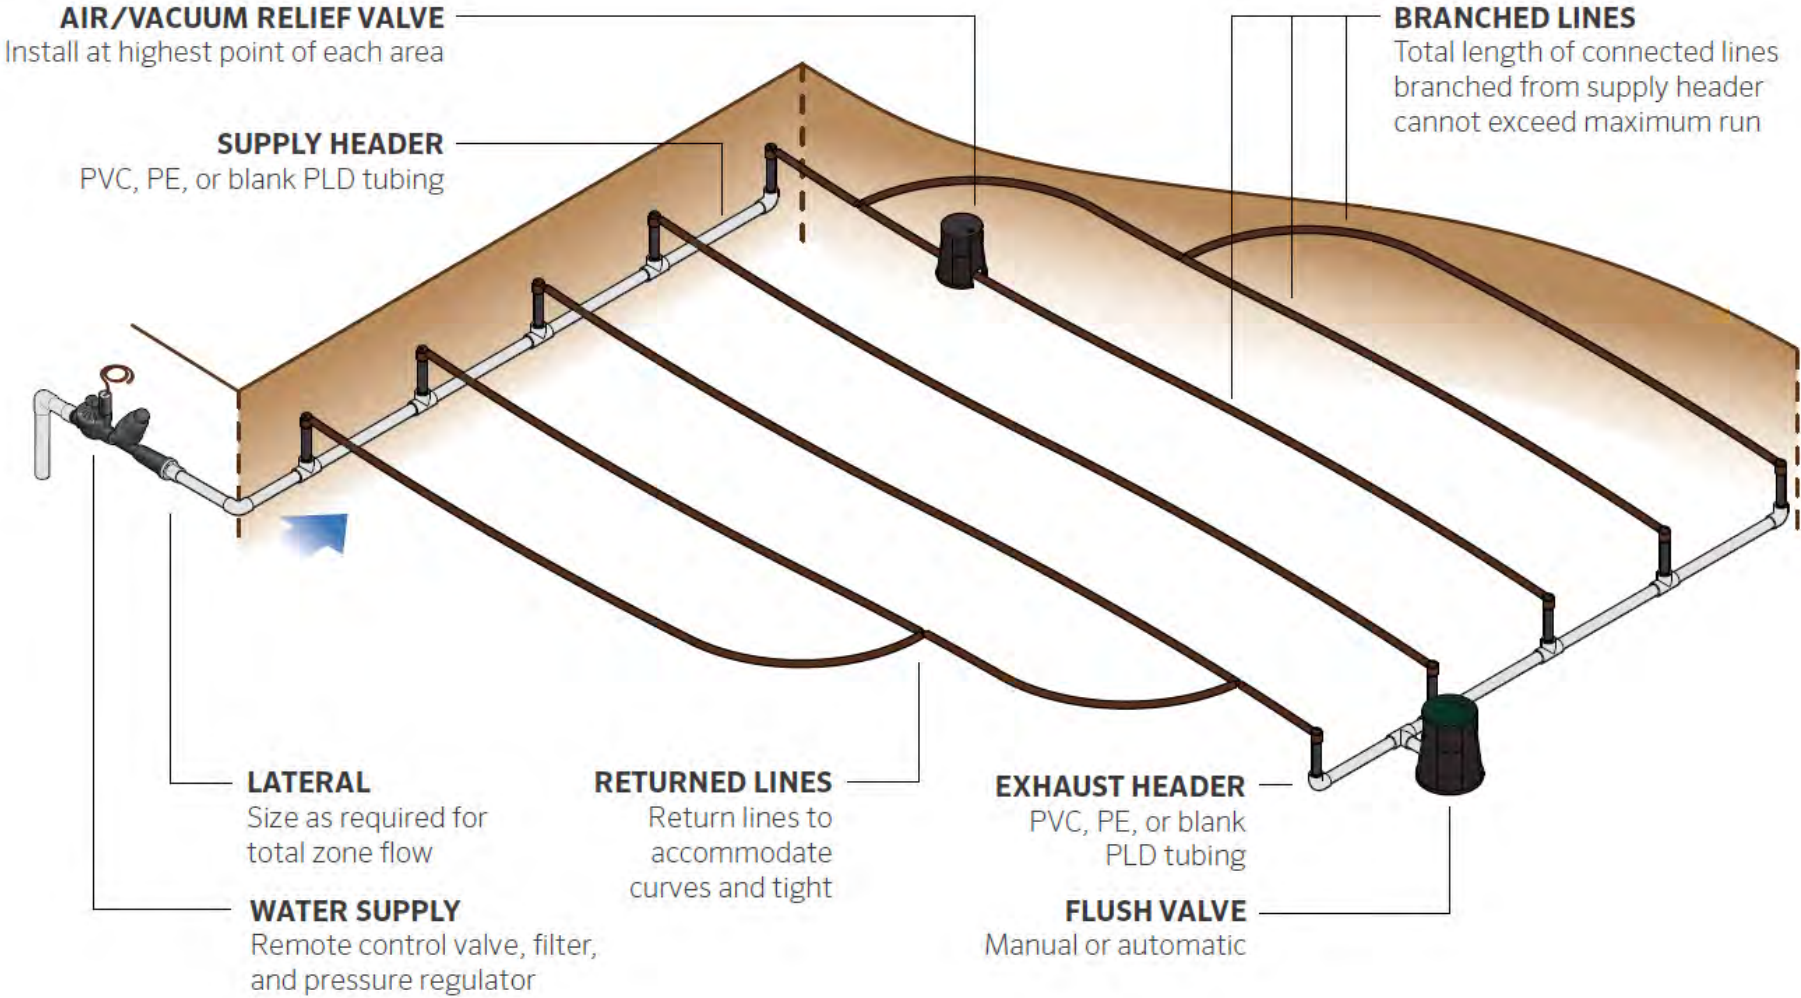 AIR/VACUUM RELIEF VALVE
Install at highest point of each area
BRANCHED LINES
Total length of connected lines
branched from supply header
cannot exceed maximum run
SUPPLY HEADER
PVC, PE, or blank PLD tubing
LATERAL
Size as required for
total zone flow
RETURNED LINES
Return lines to
accommodate
curves and tight
EXHAUST HEADER
PVC, PE, or blank
PLD tubing
WATER SUPPLY
Remote control valve, filter,
and pressure regulator
FLUSH VALVE
Manual or automatic